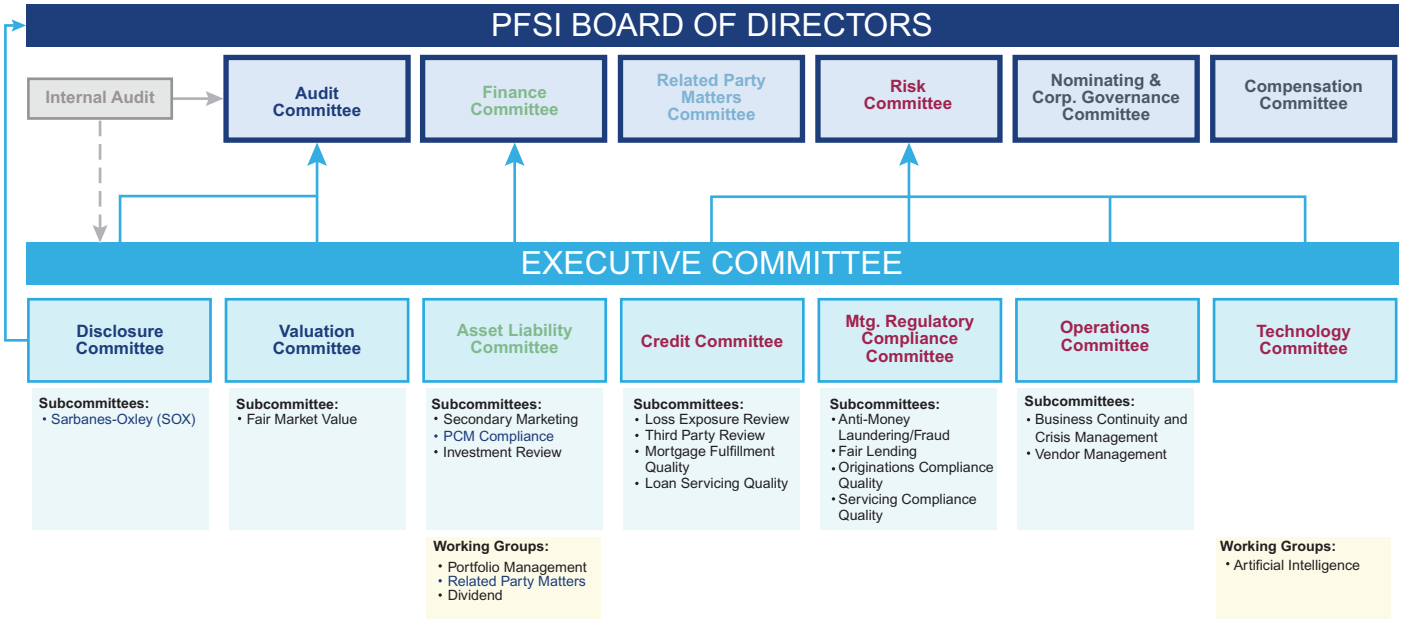 PFSI BOARD OF DIRECTORS
Internal Audit
Audit
Committee
Finance
Committee
Related Party
Matters
Committee
Risk
Committee
Nominating &
Corp. Governance
Committee
Compensation
Committee
EXECUTIVE COMMITTEE
Disclosure
Committee
Valuation
Committee
Asset Liability
Committee
Credit Committee
Mtg. Regulatory
Compliance
Committee
Operations
Committee
Technology
Committee
Subcommittees:
• Sarbanes-Oxley (SOX)
Subcommittee:
• Fair Market Value
Subcommittees:
• Secondary Marketing
• PCM Compliance
• Investment Review
Subcommittees:
• Loss Exposure Review
• Third Party Review
• Mortgage Fulfillment
Quality
• Loan Servicing Quality
Subcommittees:
• Anti-Money
Laundering/Fraud
• Fair Lending
• Originations Compliance
Quality
• Servicing Compliance
Quality
Subcommittees:
• Business Continuity and
Crisis Management
• Vendor Management
Working Groups:
• Portfolio Management
• Related Party Matters
• Dividend
Working Groups:
• Artificial Intelligence